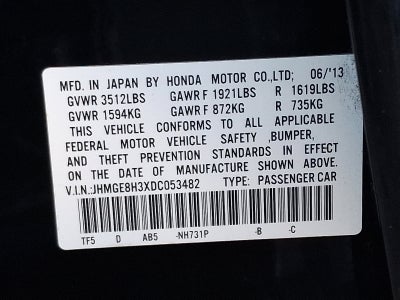 MFD. IN JAPAN BY HONDA MOTOR CO.,LTD. 06/'13
GVWR 3512LBS GAWR F 1921LBS R 1619LBS
GVWR 1594KG GAWR F 872KG R 735KG
THIS VEHICLE CONFORMS TO ALL APPLICABLE
FEDERAL MOTOR VEHICLE SAFETY ,BUMPER,
AND THEFT PREVENTION STANDARDS IN EFFECT
ON THE DATE OF MANUFACTURE SHOWN ABOVE.
V.I.N.:JHMGE8H3XDC053482 TYPE: PASSENGER CAR
TF5 D AB5 -NH731P -B -C